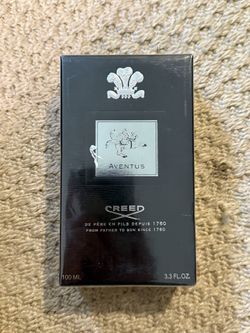 AVENTUS
CREED
DE PÈRE EN FILS DEPUIS 1760
FROM FATHER TO SON SINCE 1760
100 ML 3.3 FL.OZ.